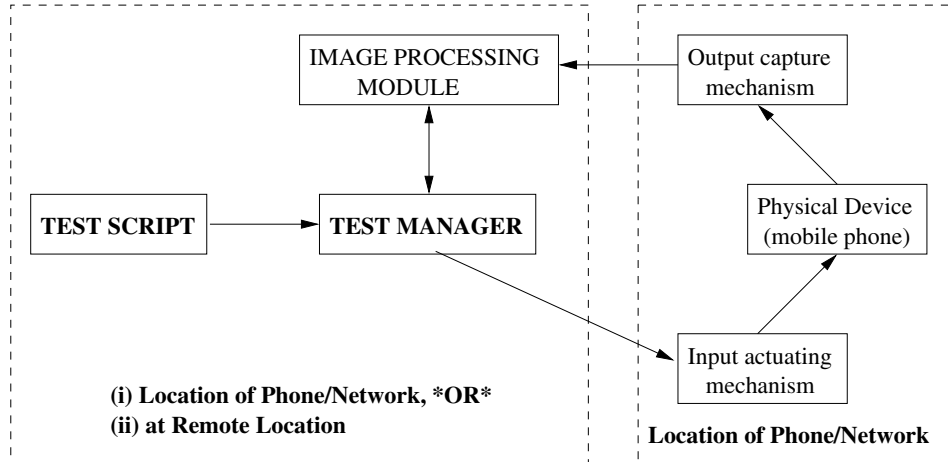 IMAGE PROCESSING
MODULE
Output capture
mechanism
TEST SCRIPT
TEST MANAGER
Physical Device
(mobile phone)
Input actuating
mechanism
(i) Location of Phone/Network, *OR*
(ii) at Remote Location
Location of Phone/Network